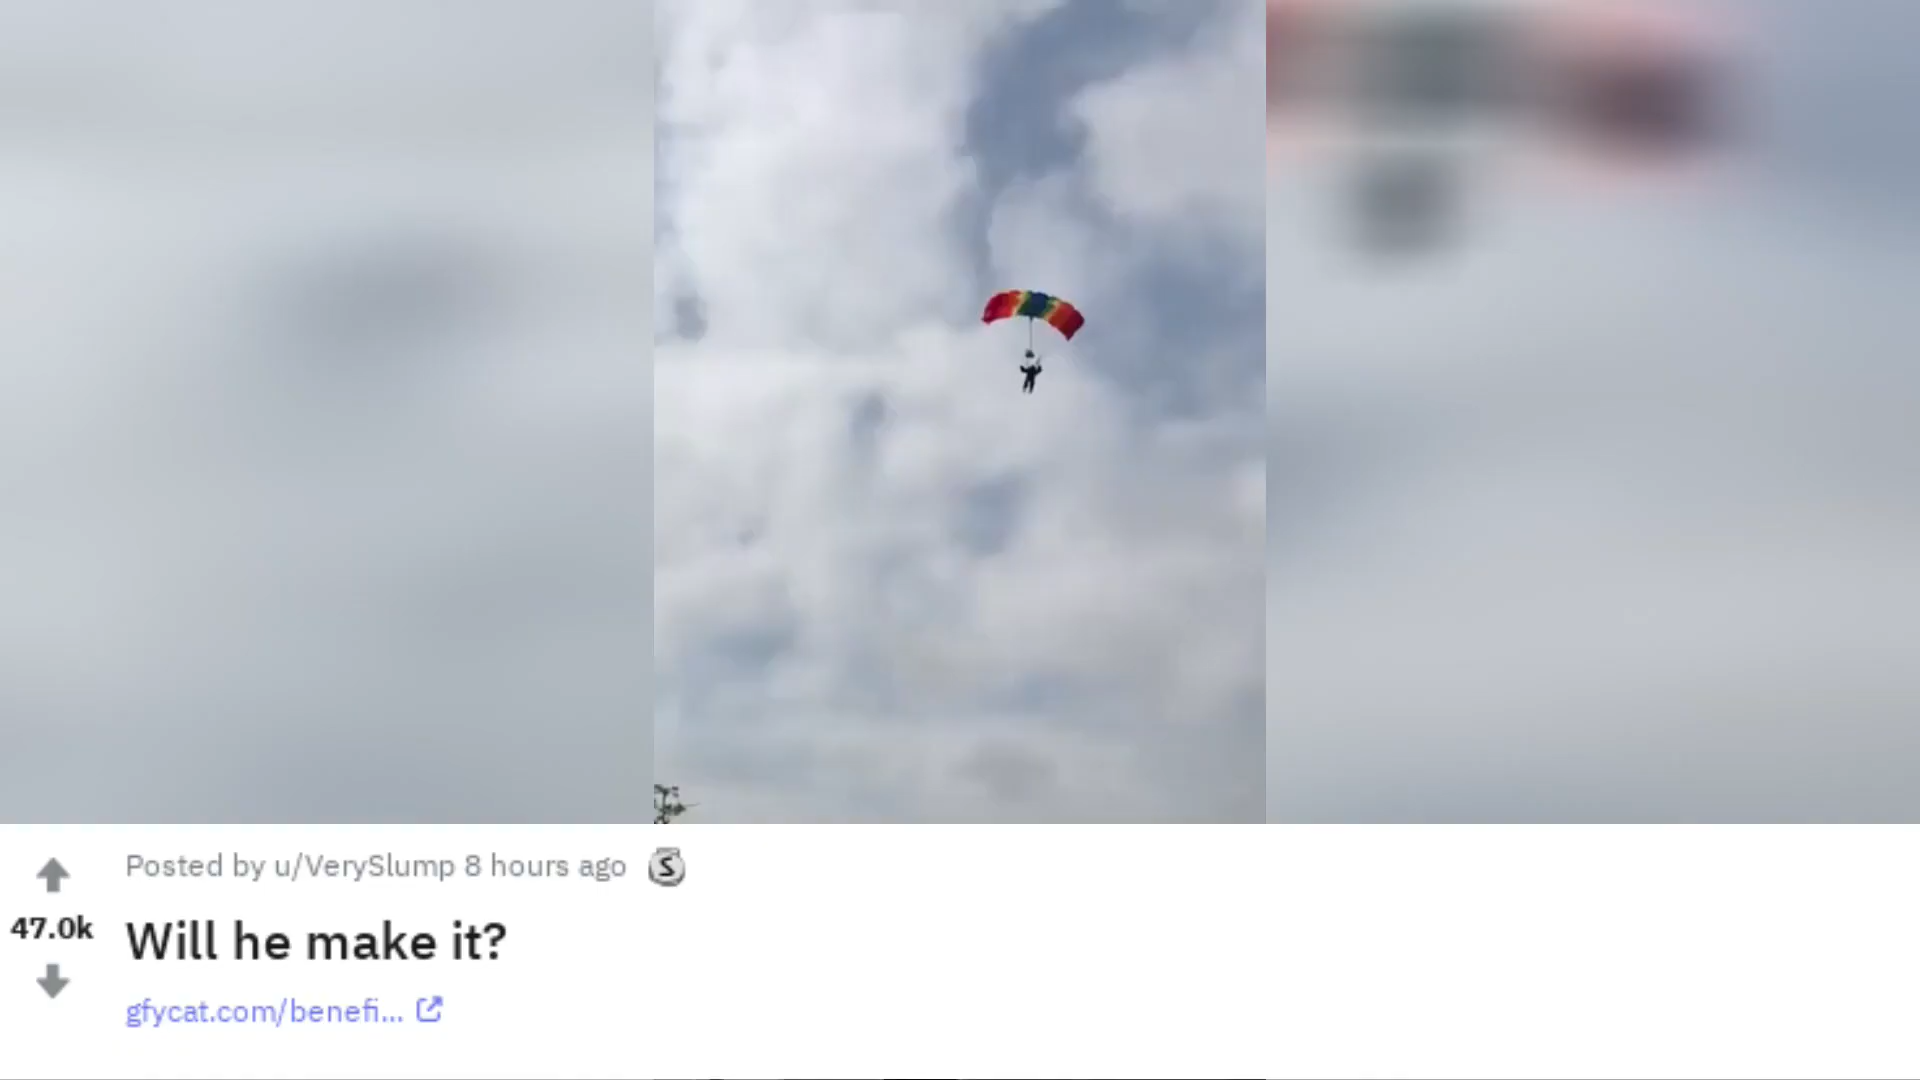 Posted by u/VerySlump 8 hours ago S
47.0k
Will he make it?
gfycat.com/benefi...